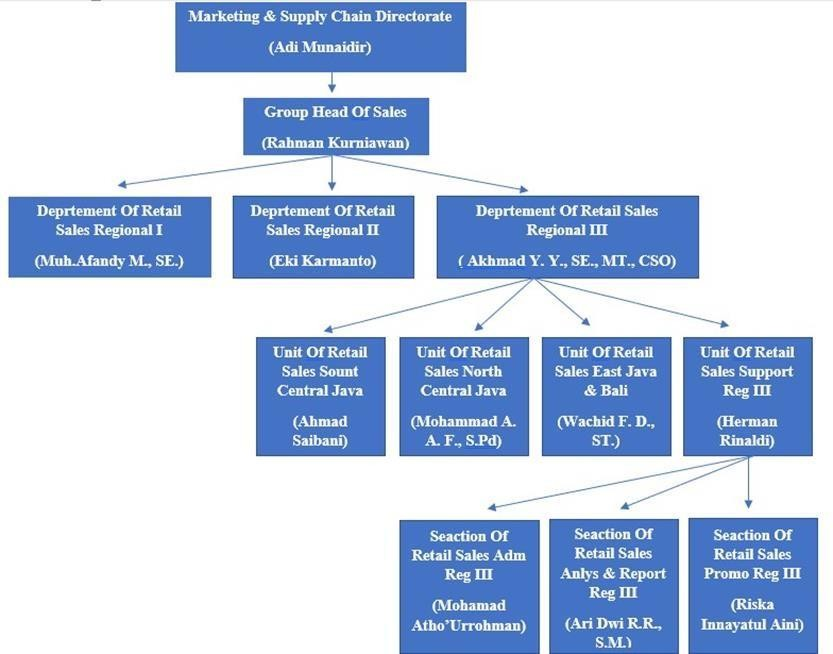 Marketing & Supply Chain Directorate
(Adi Munaidir)
Group Head Of Sales
(Rahman Kurniawan)
Deprtement Of Retail
Sales Regional I
(Muh.Afandy M., SE.)
Deprtement Of Retail
Sales Regional II
(Eki Karmanto)
Deprtement Of Retail Sales
Regional III
( Akhmad Y. Y., SE., MT., CSO)
Unit Of Retail
Sales Sount
Central Java
(Ahmad
Saibani)
Unit Of Retail
Sales North
Central Java
(Mohammad A.
A. F., S.Pd)
Unit Of Retail
Sales East Java
& Bali
(Wachid F. D.,
ST.)
Unit Of Retail
Sales Support
Reg III
(Herman
Rinaldi)
Seaction Of
Retail Sales Adm
Reg III
(Mohamad
Atho’Urrohman)
Seaction Of
Retail Sales
Anlys & Report
Reg III
(Ari Dwi R.R.,
S.M.)
Seaction Of
Retail Sales
Promo Reg III
(Riska
Innayatul Aini)